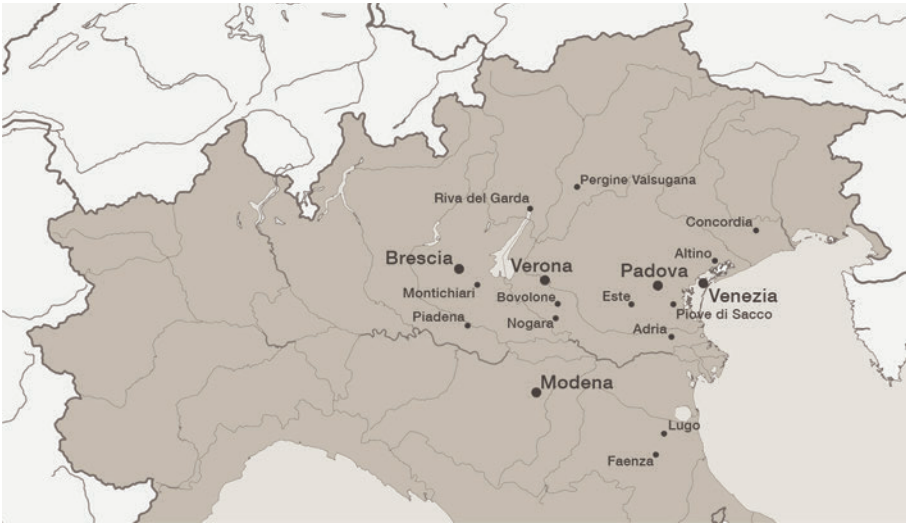 Pergine Valsugana
Riva del Garda
Concordia
Altino
Brescia
Verona
Padova
Venezia
Montichiari
Bovolone
Este
Piove di Sacco
Piadena
Nogara
Adria
Modena
Lugo
Faenza